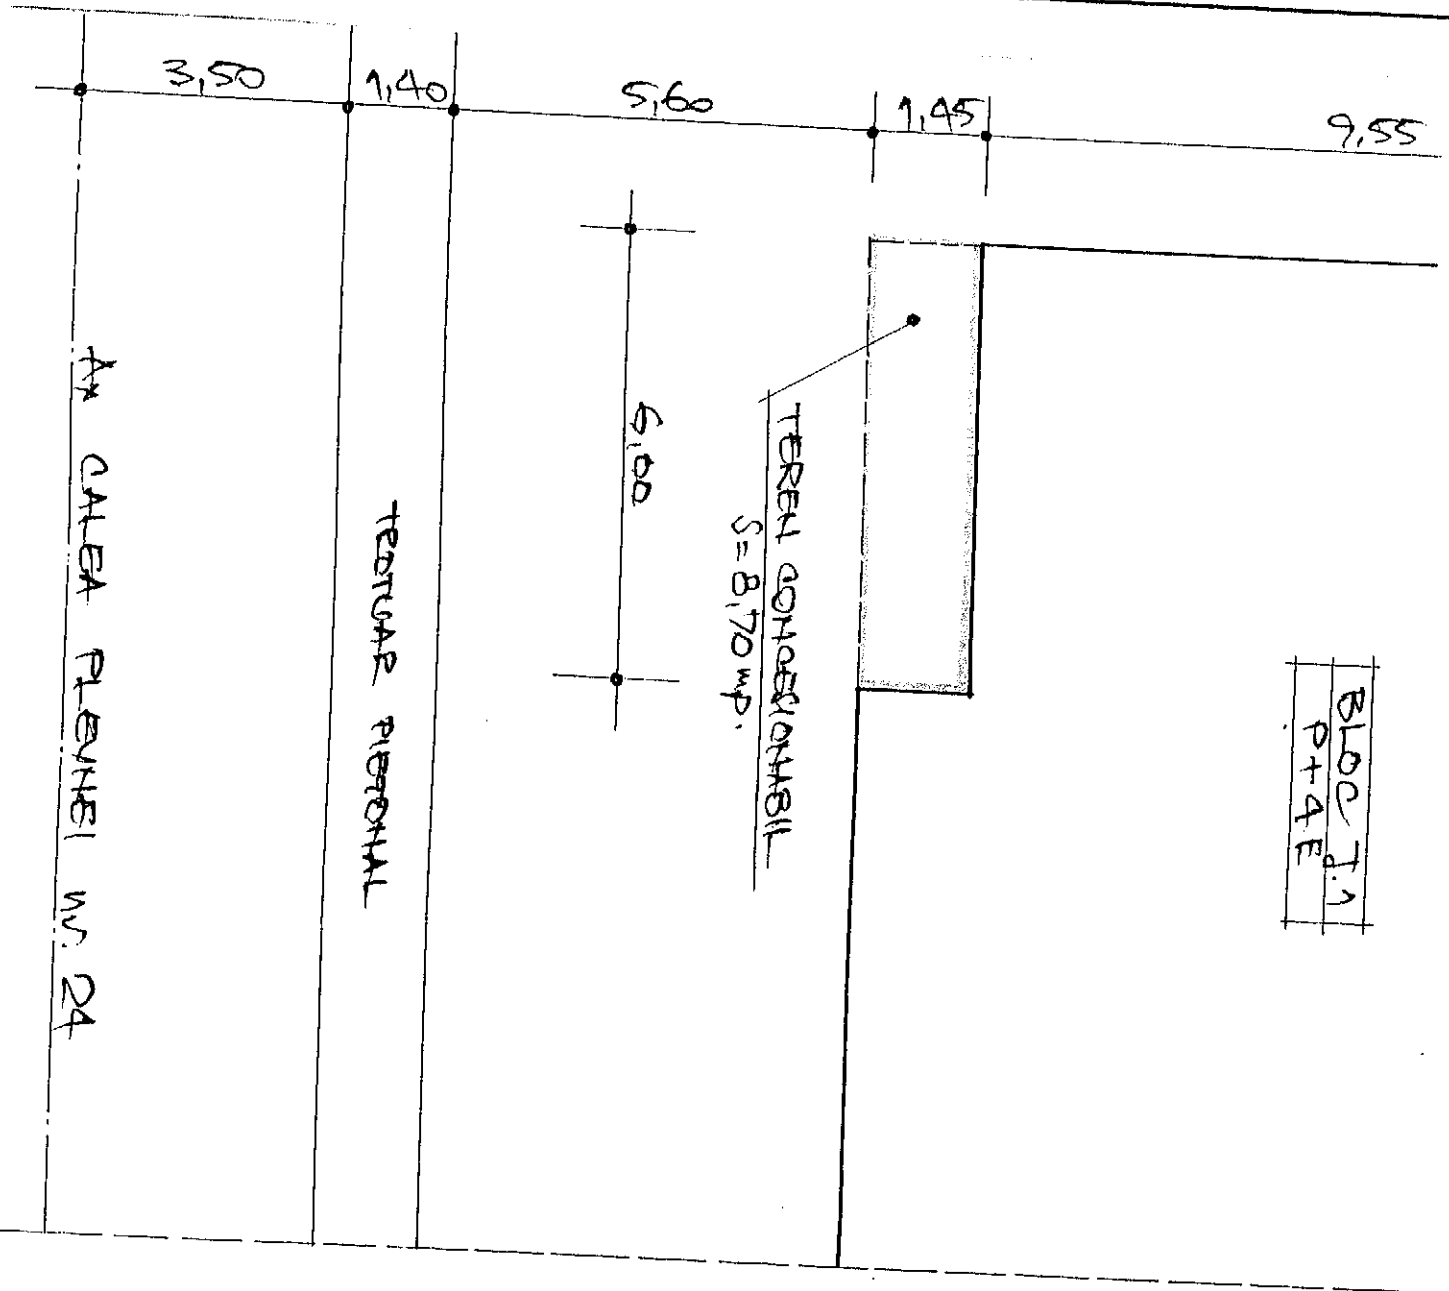 3,50
1,40
5,60
1,45
9,55
6,00
TEREN CONCESIONABIL
S=8,70 mp.
BLOC J.1
P+4E
TROTUAR PIETONAL
Ax CALEA PLEVNEI nr. 24